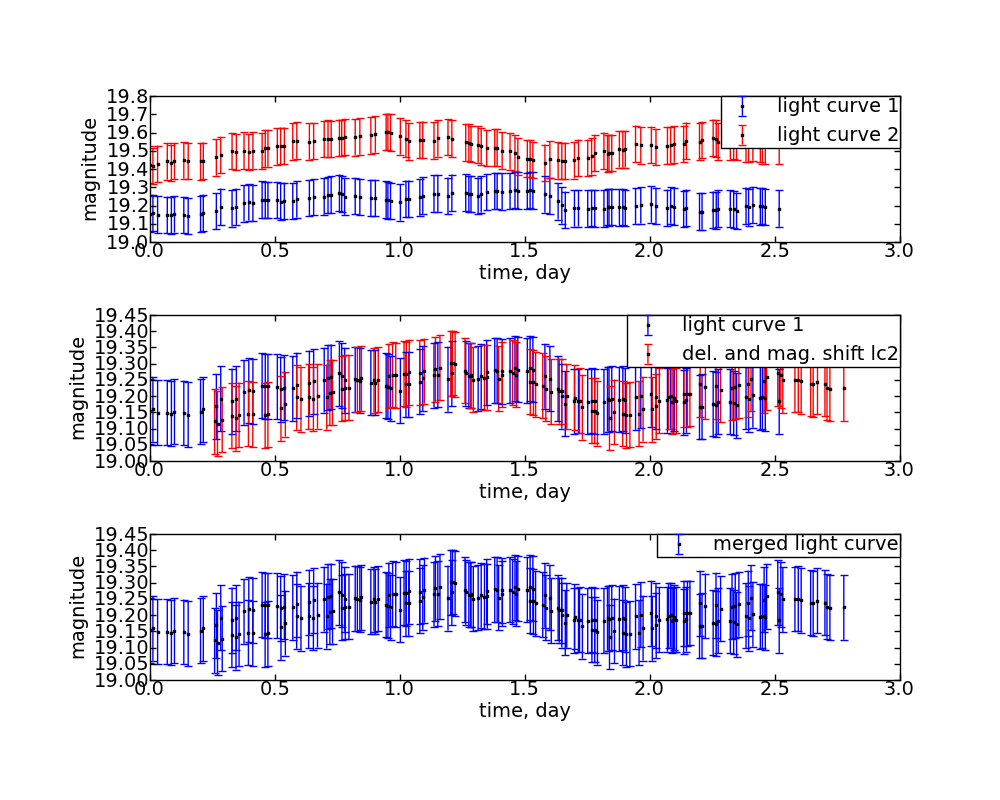 19.8
19.7
19.6
19.5
19.4
19.3
19.2
19.1
19.0
magnitude
light curve 1
light curve 2
0.0 0.5 1.0 1.5 2.0 2.5 3.0
time, day
19.45
19.40
19.35
19.30
19.25
19.20
19.15
19.10
19.05
19.00
magnitude
light curve 1
del. and mag. shift lc2
0.0 0.5 1.0 1.5 2.0 2.5 3.0
time, day
19.45
19.40
19.35
19.30
19.25
19.20
19.15
19.10
19.05
19.00
magnitude
merged light curve
0.0 0.5 1.0 1.5 2.0 2.5 3.0
time, day